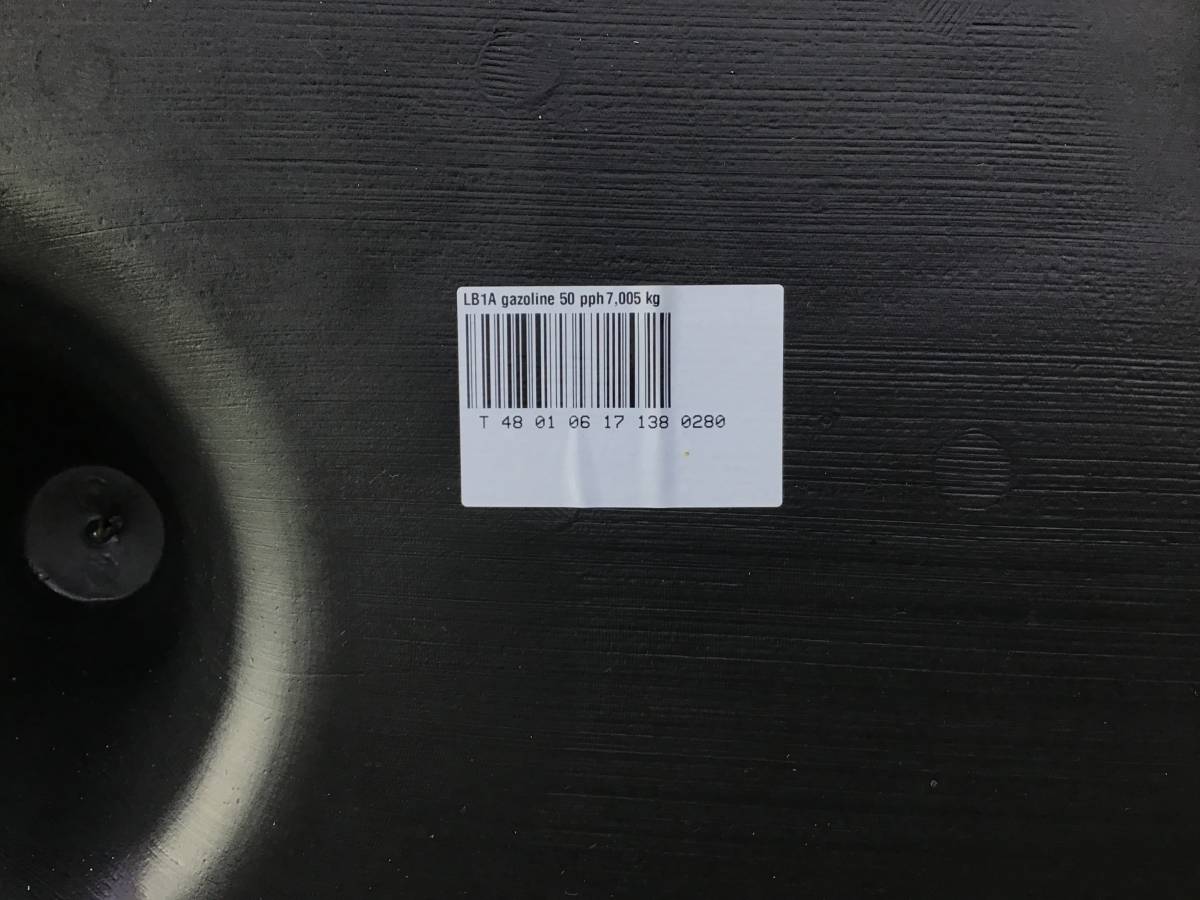 LB1A gazoline 50 pph7,005 kg
T 48 01 06 17 138 0280